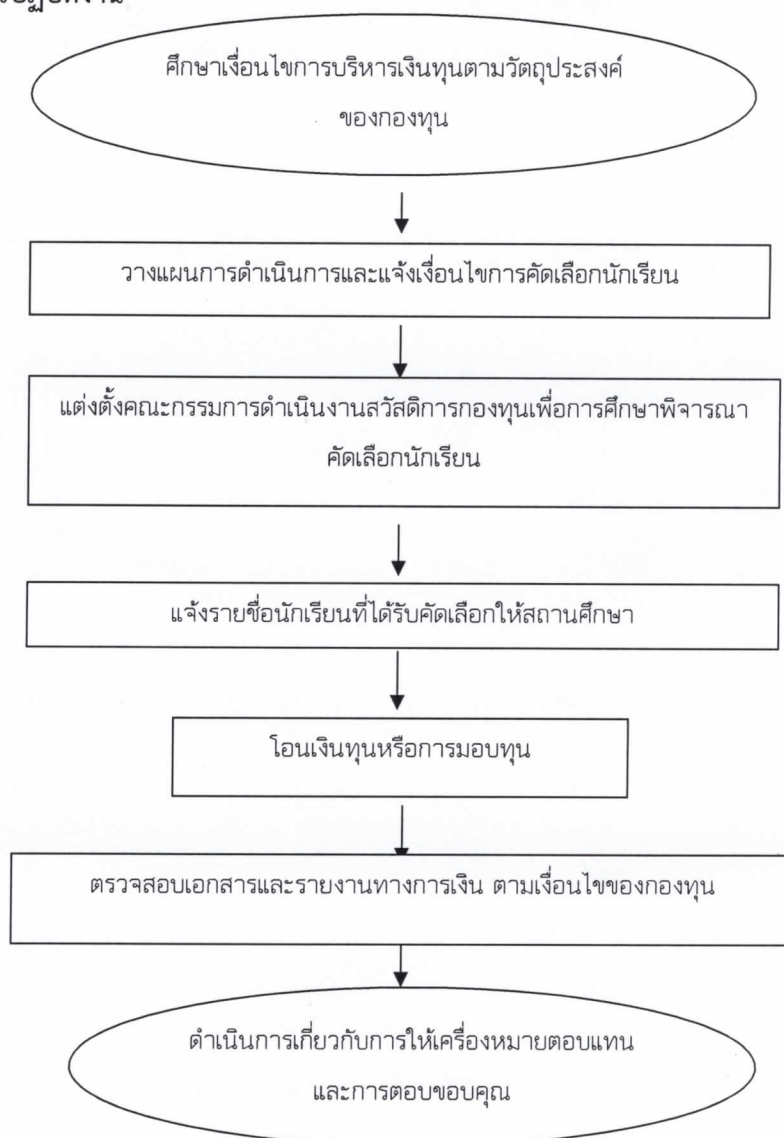 ศึกษาเงื่อนไขการบริหารเงินทุนตามวัตถุประสงค์
ของกองทุน
วางแผนการดำเนินการและแจ้งเงื่อนไขการคัดเลือกนักเรียน
แต่งตั้งคณะกรรมการดำเนินงานสวัสดิการกองทุนเพื่อการศึกษาพิจารณา
คัดเลือกนักเรียน
แจ้งรายชื่อนักเรียนที่ได้รับคัดเลือกให้สถานศึกษา
โอนเงินทุนหรือการมอบทุน
ตรวจสอบเอกสารและรายงานทางการเงิน ตามเงื่อนไขของกองทุน
ดำเนินการเกี่ยวกับการให้เครื่องหมายตอบแทน
และการตอบขอบคุณ